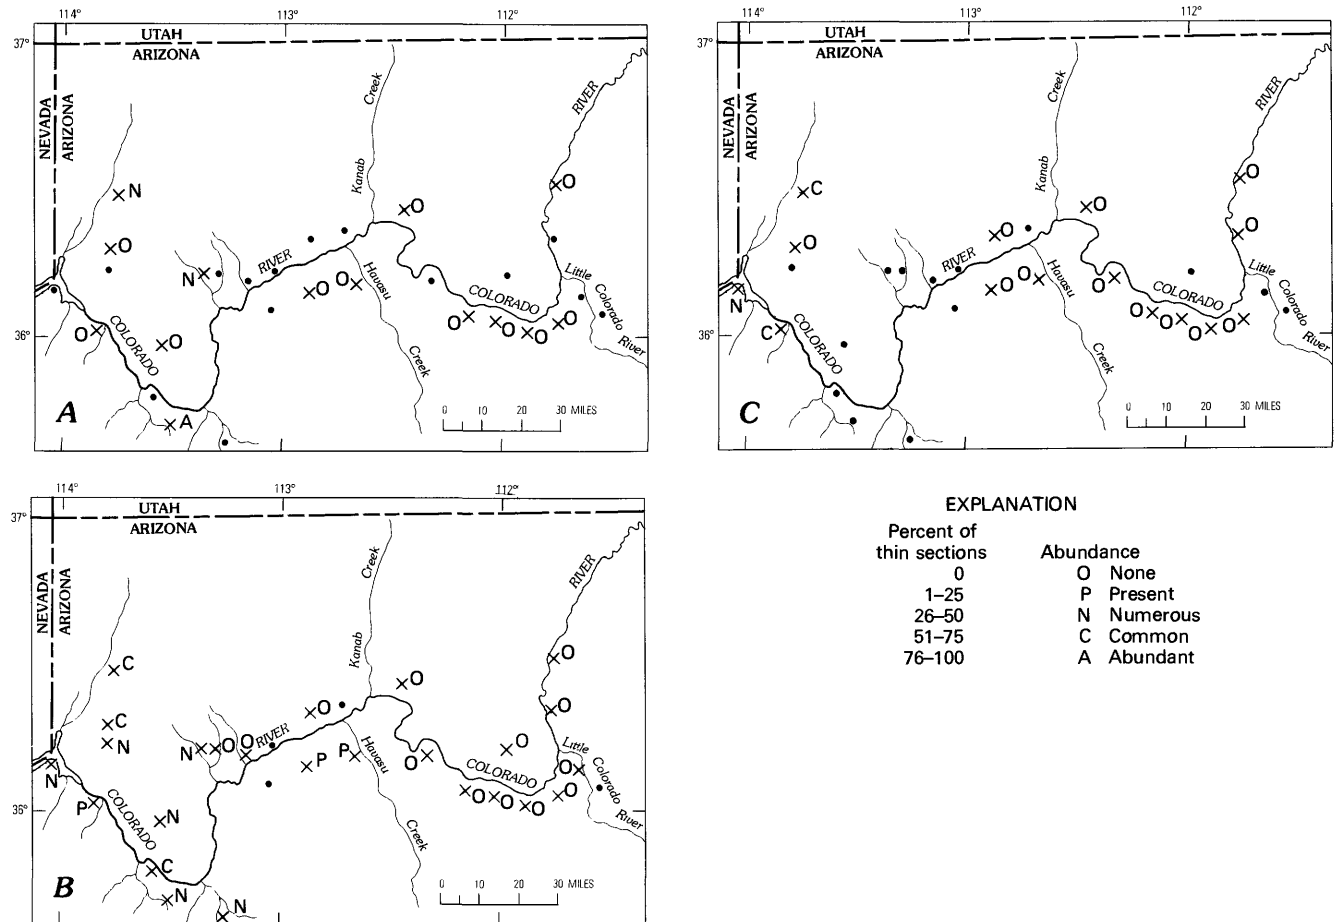 114° 113° 112°
37°
UTAH
ARIZONA
NEVADA
ARIZONA
Creek
Kanab
RIVER
N
O
O
O
N
RIVER
O
O
Havasu
Little
Colorado
River
COLORADO
O
O
O
O
36°
O
COLORADO
O
Creek
A
A
0 10 20 30 MILES
114° 112°
37°
UTAH
ARIZONA
NEVADA
ARIZONA
Creek
Kanab
RIVER
C
O
O
O
O
O
RIVER
O
O
Havasu
O
Little
Colorado
River
COLORADO
N
O
O
O
O
36°
C
COLORADO
Creek
C
0 10 20 30 MILES
114° 113° 112°
37°
UTAH
ARIZONA
NEVADA
ARIZONA
Creek
Kanab
RIVER
C
O
O
O
O
C
N
N
O
O
RIVER
P
P
Havasu
O
O
Little
Colorado
River
O
COLORADO
N
O
O
O
O
36°
P
COLORADO
N
Creek
C
N
N
B
0 10 20 30 MILES
EXPLANATION
Percent of
thin sections Abundance
0 O None
1–25 P Present
26–50 N Numerous
51–75 C Common
76–100 A Abundant